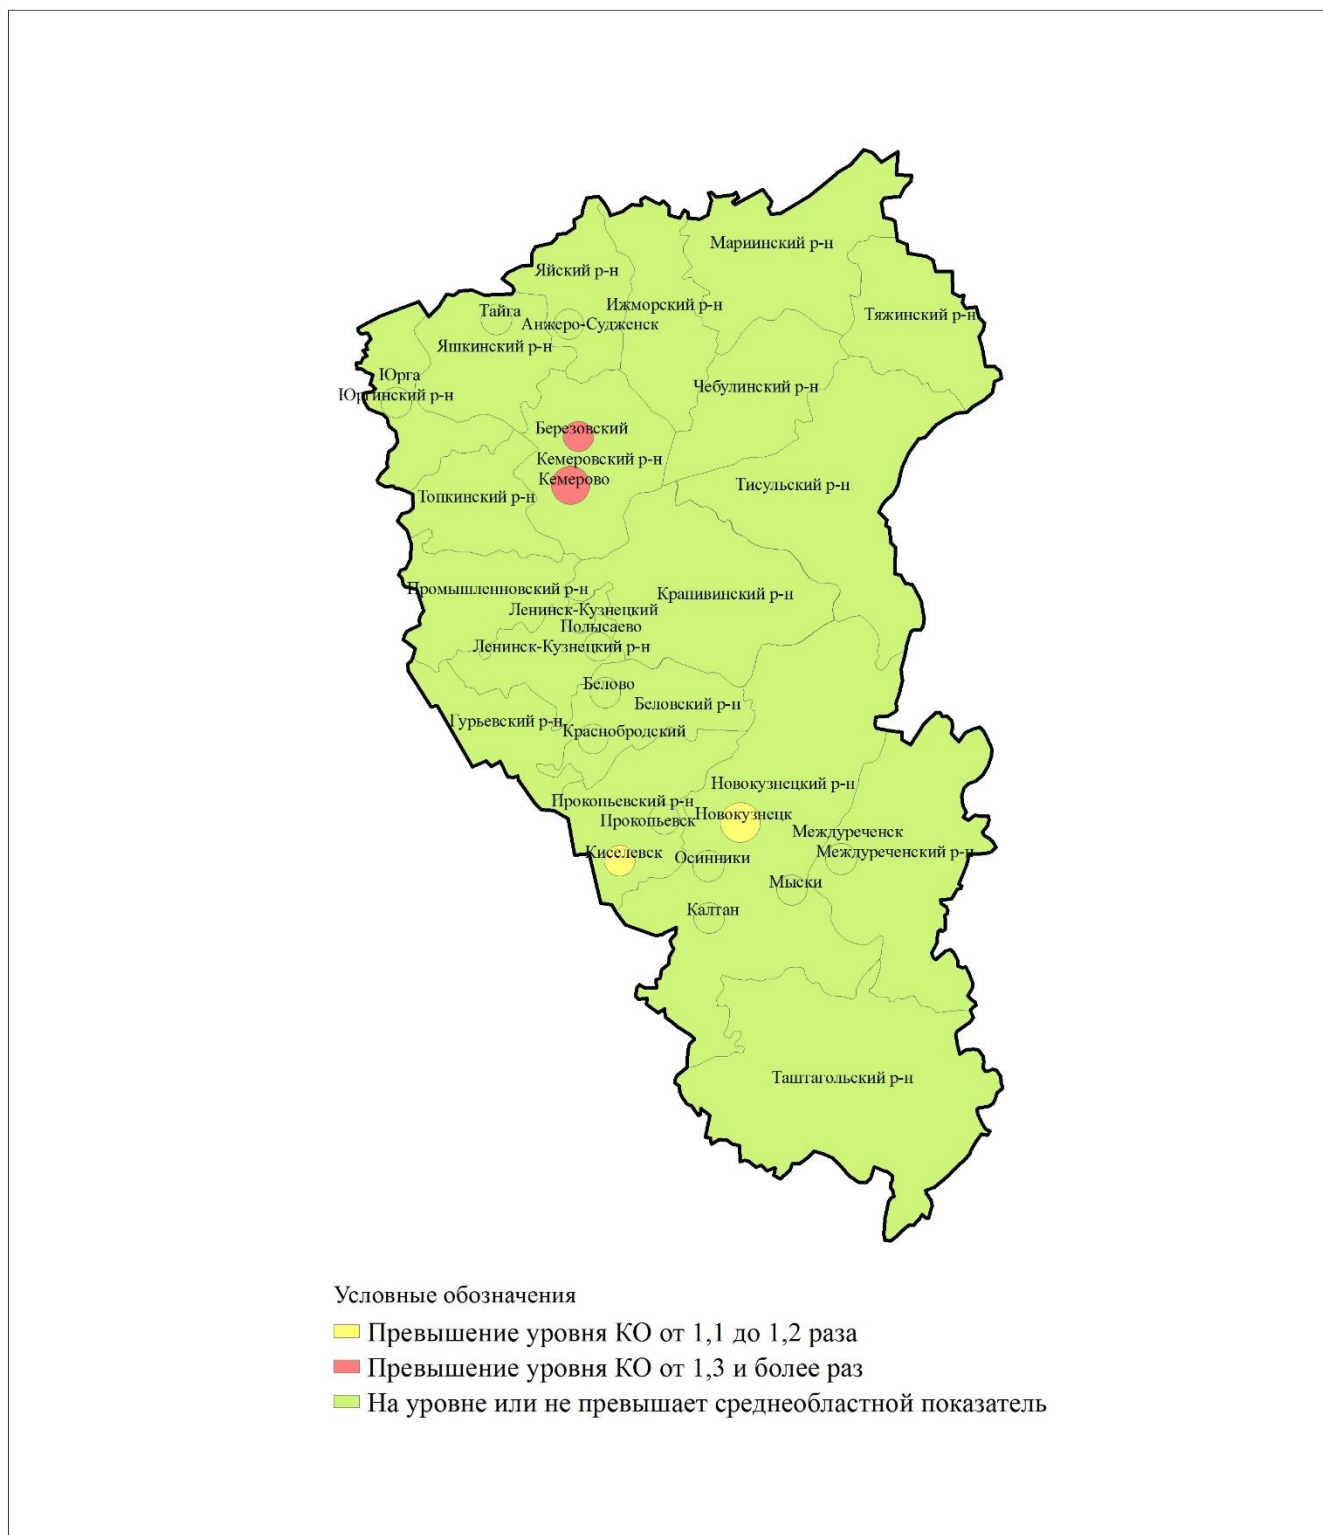 Мариинский р-н
Яйский р-н
Ижморский р-н
Тяжинский р-н
Тайга
Анжеро-Судженск
Яшкинский р-н
Юрга
Юргинский р-н
Чебулинский р-н
Березовский
Кемеровский р-н
Кемерово
Тисульский р-н
Топкинский р-н
Промышленновский р-н
Крапивинский р-н
Ленинск-Кузнецкий
Полысаево
Ленинск-Кузнецкий р-н
Белово
Беловский р-н
Гурьевский р-н
Краснобродский
Новокузнецкий р-н
Прокопьевский р-н
Новокузнецк
Прокопьевск
Междуреченск
Киселевск
Осинники
Междуреченский р-н
Мыски
Калтан
Таштагольский р-н
Условные обозначения
Превышение уровня КО от 1,1 до 1,2 раза
Превышение уровня КО от 1,3 и более раз
На уровне или не превышает среднеобластной показатель